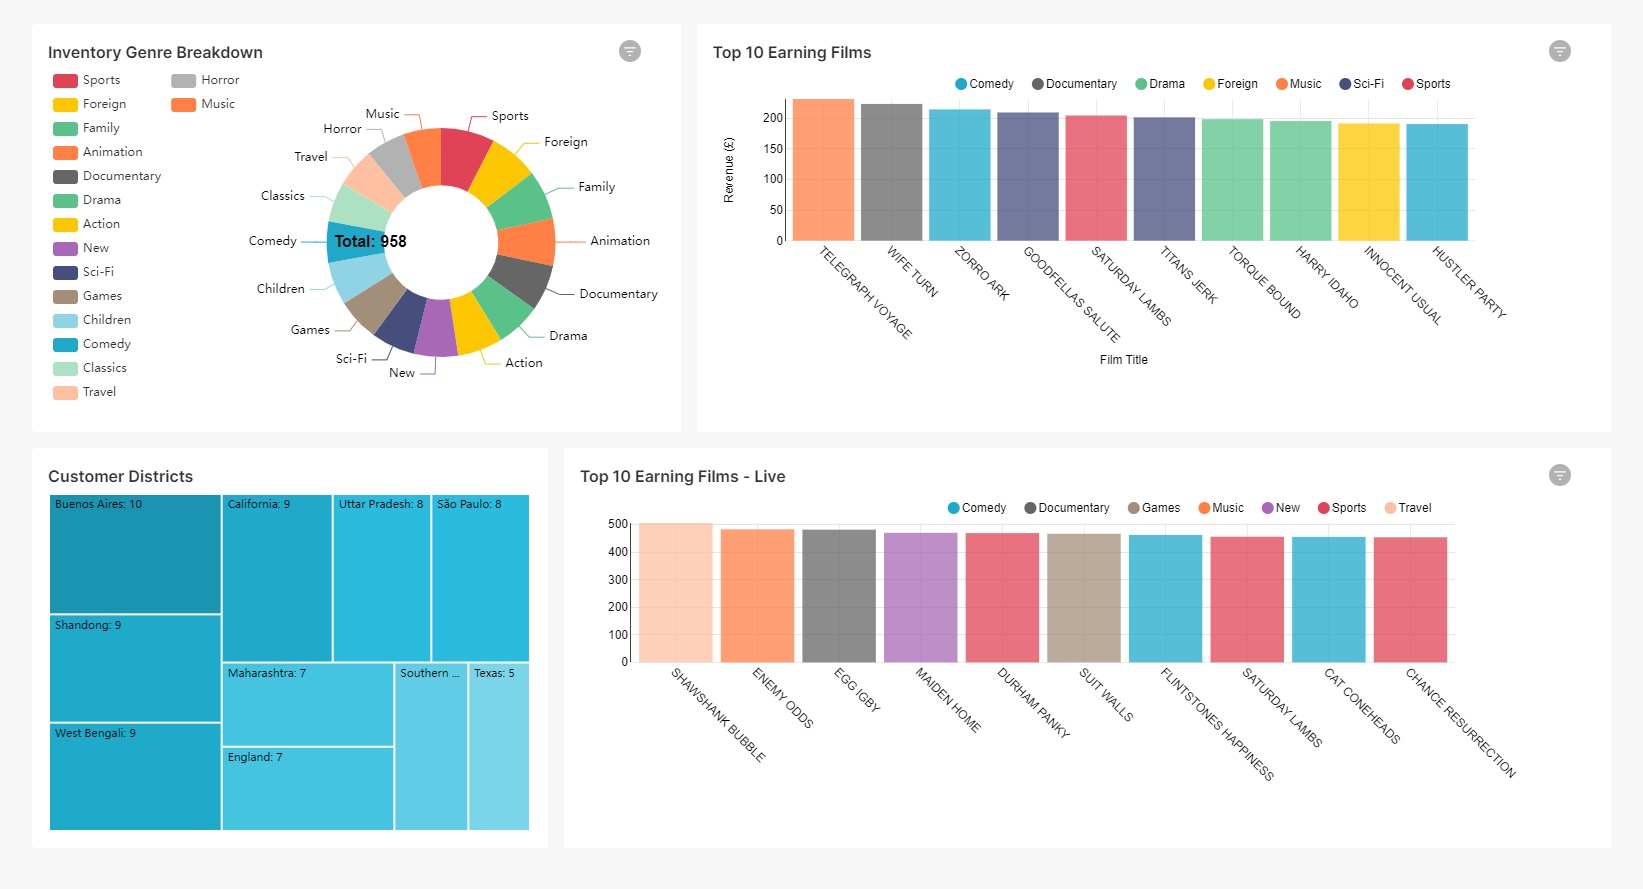 Inventory Genre Breakdown
Sports
Foreign
Family
Animation
Documentary
Drama
Action
New
Sci-Fi
Games
Children
Comedy
Classics
Travel
Horror
Music
Music
Sports
Horror
Foreign
Travel
Family
Classics
Comedy
Total: 958
Animation
Children
Documentary
Games
Drama
Sci-Fi
Action
New
Top 10 Earning Films
Comedy Documentary Drama Foreign Music Sci-Fi Sports
Revenue (£)
200
150
100
50
0
TELEGRAPH VOYAGE
WIFE TURN
ZORRO ARK
GOODFELLAS SALUTE
SATURDAY LAMBS
TITANS JERK
TORQUE BOUND
HARRY IDAHO
INNOCENT USUAL
HUSTLER PARTY
Film Title
Customer Districts
Buenos Aires: 10
California: 9
Uttar Pradesh: 8
São Paulo: 8
Shandong: 9
Maharashtra: 7
Southern ...
Texas: 5
West Bengali: 9
England: 7
Top 10 Earning Films - Live
Comedy Documentary Games Music New Sports Travel
500
400
300
200
100
0
SHAWSHANK BUBBLE
ENEMY ODDS
EGG IGBY
MAIDEN HOME
DURHAM PANKY
SUIT WALLS
FLINTSTONES HAPPINESS
SATURDAY LAMBS
CAT CONEHEADS
CHANCE RESURRECTION